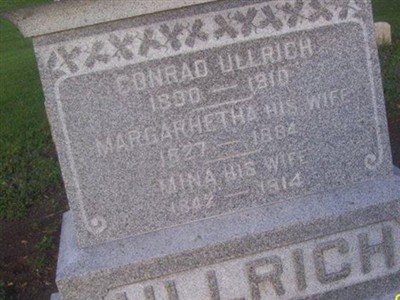 CONRAD ULLRICH
1830 — 1910
MARGARHETHA HIS WIFE
1827 — 1884
MINA HIS WIFE
1842 — 1914
ULLRICH